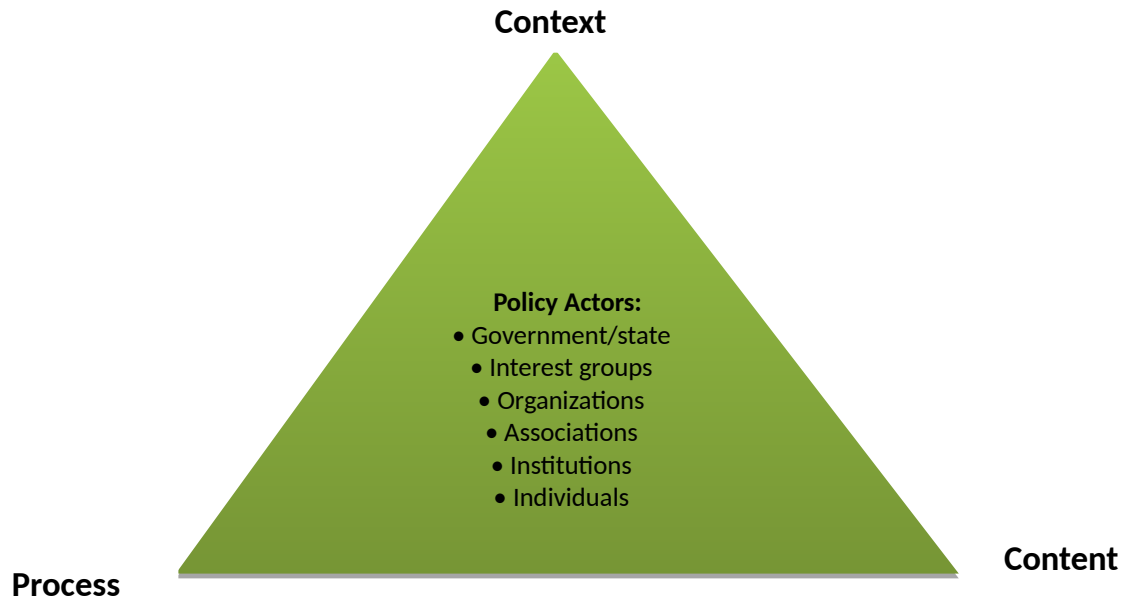 Context
Policy Actors:
• Government/state
• Interest groups
• Organizations
• Associations
• Institutions
• Individuals
Content
Process